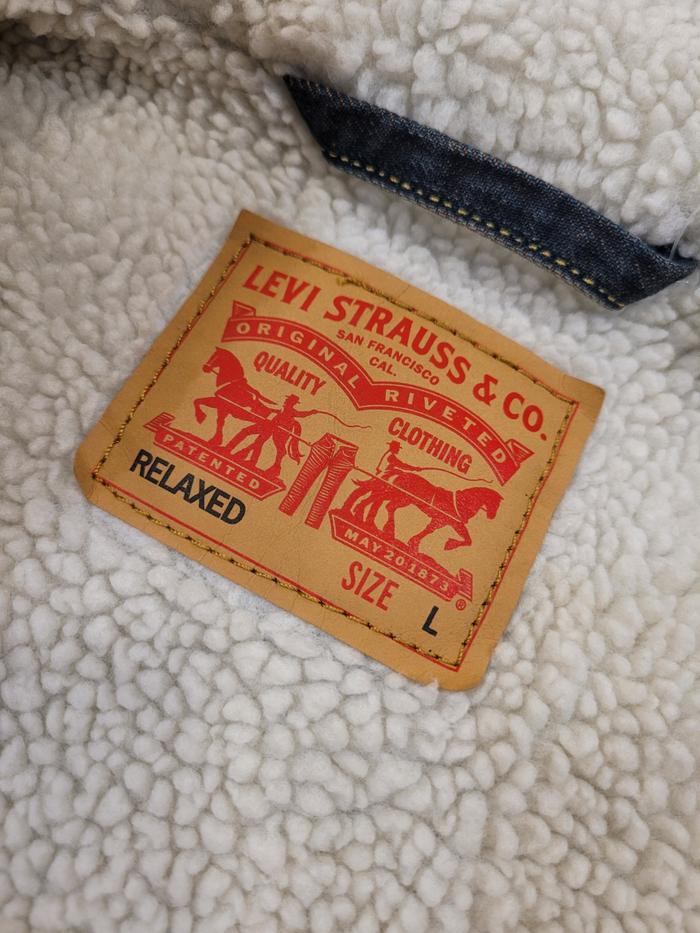 LEVI STRAUSS & CO.
SAN FRANCISCO
CAL.
ORIGINAL RIVETED
QUALITY CLOTHING
PATENTED MAY 20 1873
RELAXED
SIZE L
®